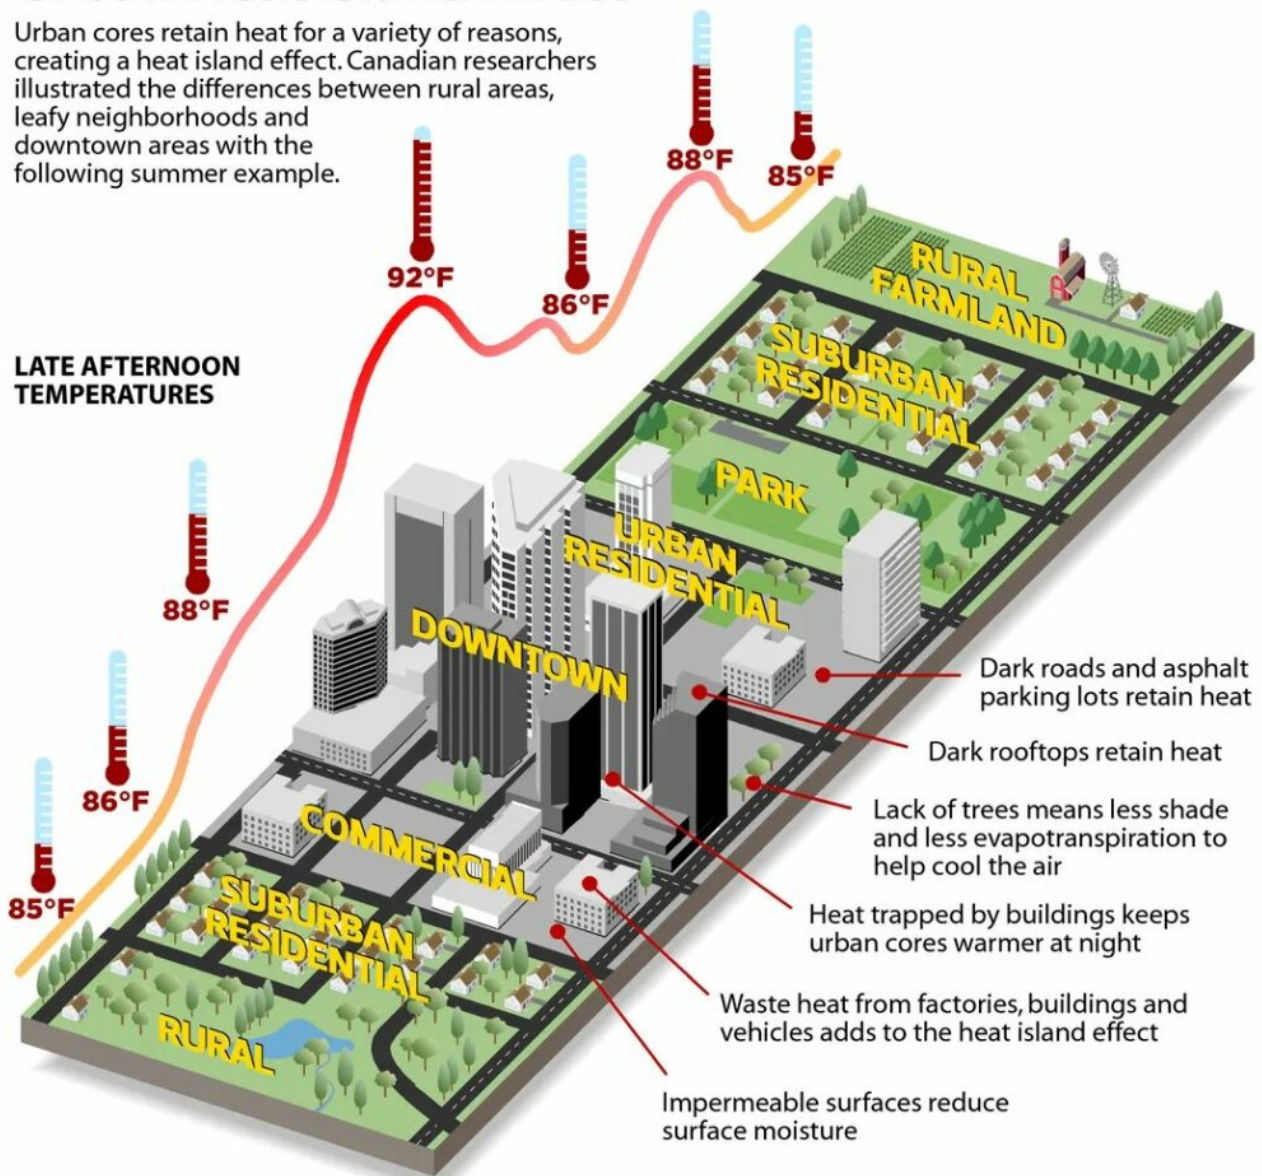 Urban cores retain heat for a variety of reasons,
creating a heat island effect. Canadian researchers
illustrated the differences between rural areas,
leafy neighborhoods and
downtown areas with the
following summer example.
88°F
85°F
92°F
86°F
LATE AFTERNOON
TEMPERATURES
88°F
86°F
85°F
RURAL
FARMLAND
SUBURBAN
RESIDENTIAL
PARK
URBAN
RESIDENTIAL
DOWNTOWN
COMMERCIAL
SUBURBAN
RESIDENTIAL
RURAL
Dark roads and asphalt
parking lots retain heat
Dark rooftops retain heat
Lack of trees means less shade
and less evapotranspiration to
help cool the air
Heat trapped by buildings keeps
urban cores warmer at night
Waste heat from factories, buildings and
vehicles adds to the heat island effect
Impermeable surfaces reduce
surface moisture